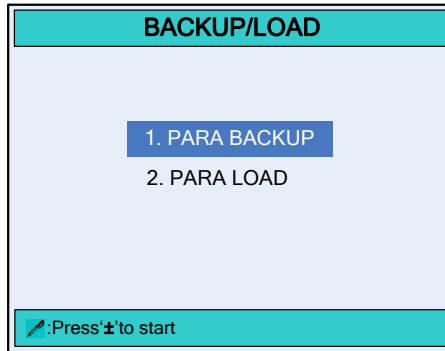 BACKUP/LOAD
1. PARA BACKUP
2. PARA LOAD
:Press‘±’to start